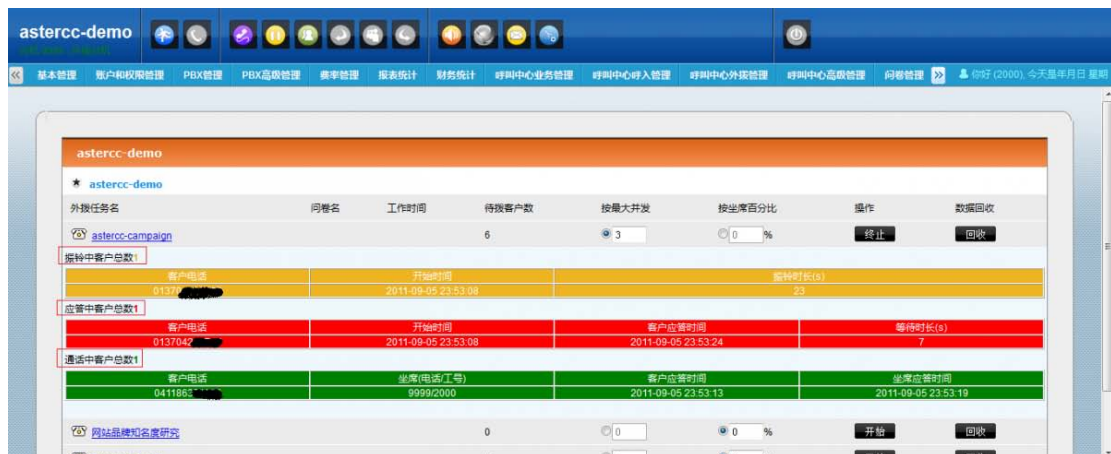 astercc-demo
基本管理 账户和权限管理 PBX管理 PBX高级管理 费率管理 报表统计 财务统计 呼叫中心业务管理 呼叫中心呼入管理 呼叫中心外拨管理 呼叫中心高级管理 问卷管理 你好 (2000), 今天是年月日 星期
astercc-demo
★ astercc-demo
外拨任务名 问卷名 工作时间 待拨客户数 按最大并发 按坐席百分比 操作 数据回收
astercc-campaign 6 3 0 % 终止 回收
振铃中客户总数1
客户电话 开始时间 振铃时长(s)
0137 2011-09-05 23:53:08 23
应答中客户总数1
客户电话 开始时间 客户应答时间 等待时长(s)
0137042 2011-09-05 23:53:08 2011-09-05 23:53:24 7
通话中客户总数1
客户电话 坐席(电话/工号) 客户应答时间 坐席应答时间
041186 9999/2000 2011-09-05 23:53:13 2011-09-05 23:53:19
网站品牌知名度研究 0 0 0 % 开始 回收